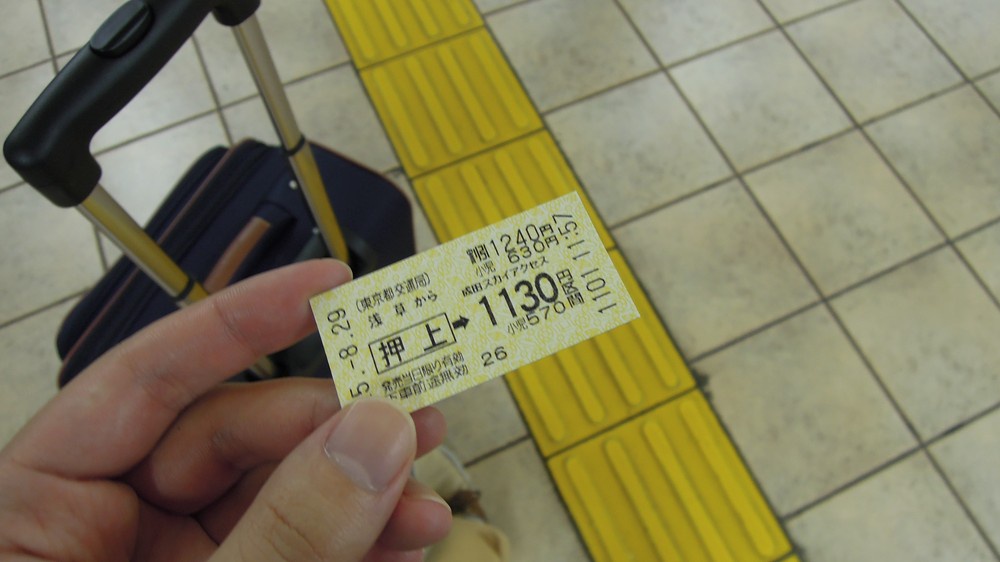 (東京都交通局)
浅草から
割引1240円
小児 630円
成田スカイアクセス
押上➡
1130円区間
小児570
5.-8.29
発売当日限り有効
下車前途無効
26
11:57
1101